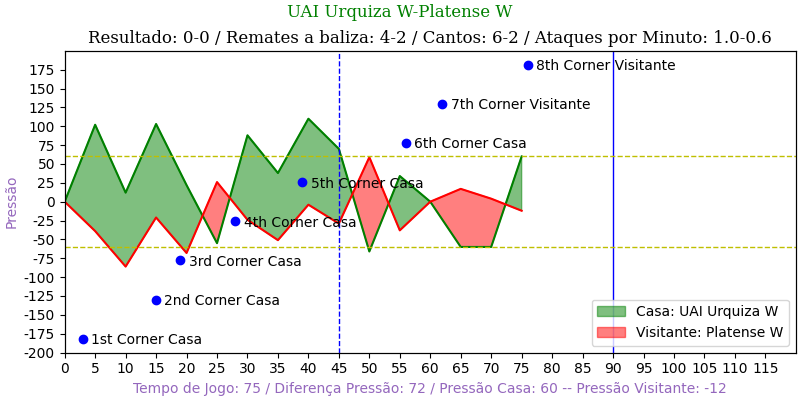 UAI Urquiza W-Platense W
Resultado: 0-0 / Remates a baliza: 4-2 / Cantos: 6-2 / Ataques por Minuto: 1.0-0.6
Pressão
175
150
125
100
75
50
25
0
-25
-50
-75
-100
-125
-150
-175
-200
8th Corner Visitante
7th Corner Visitante
6th Corner Casa
5th Corner Casa
4th Corner Casa
3rd Corner Casa
2nd Corner Casa
1st Corner Casa
Casa: UAI Urquiza W
Visitante: Platense W
0 5 10 15 20 25 30 35 40 45 50 55 60 65 70 75 80 85 90 95 100 105 110 115
Tempo de Jogo: 75 / Diferença Pressão: 72 / Pressão Casa: 60 -- Pressão Visitante: -12